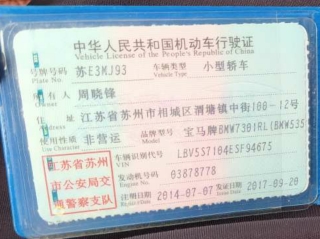 中华人民共和国机动车行驶证
Vehicle License of the People's Republic of China
号牌号码 苏E3MJ93 车辆类型 小型轿车
Plate No. Vehicle Type
所有人 周晓锋
Owner
住址 江苏省苏州市相城区渭塘镇中街100-12号
Address
使用性质 非营运 品牌型号 宝马牌BMW7301RL(BMW535
Use Character Model
江苏省苏州市公安局交通警察支队
车辆识别代号 LBV5S7104ESF94675
VIN
发动机号码 03878778
Engine No.
注册日期 2014-07-07 发证日期 2017-09-20
Register Date Issue Date